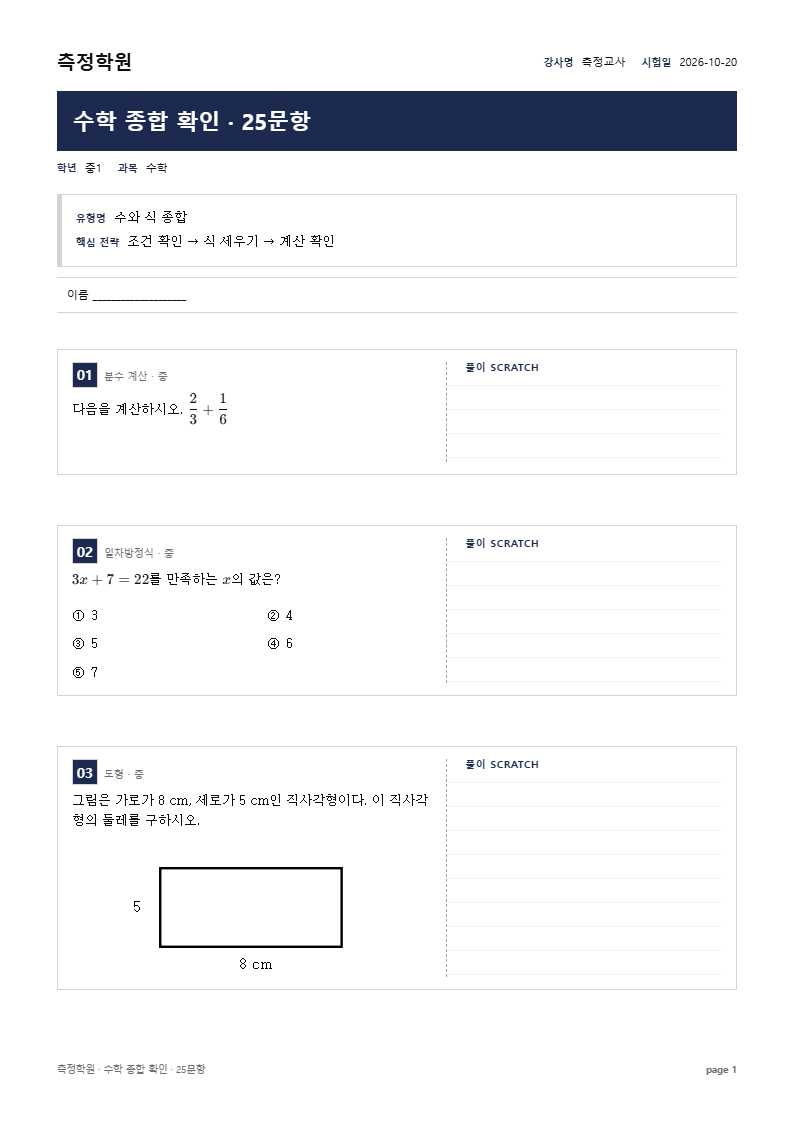 측정학원
강사명 측정교사 시험일 2026-10-20
수학 종합 확인 · 25문항
학년 중1 과목 수학
유형명 수와 식 종합
핵심 전략 조건 확인 → 식 세우기 → 계산 확인
이름 ____________________
01 분수 계산 · 중
다음을 계산하시오. 2/3 + 1/6
풀이 SCRATCH
02 일차방정식 · 중
3x + 7 = 22를 만족하는 x의 값은?
① 3 ② 4
③ 5 ④ 6
⑤ 7
풀이 SCRATCH
03 도형 · 중
그림은 가로가 8 cm, 세로가 5 cm인 직사각형이다. 이 직사각
형의 둘레를 구하시오.
5
8 cm
풀이 SCRATCH
측정학원 · 수학 종합 확인 · 25문항
page 1